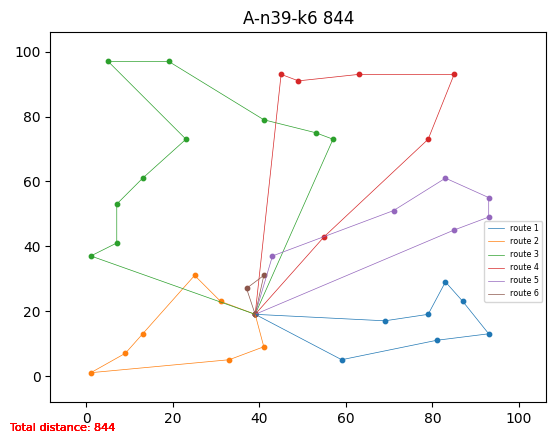 A-n39-k6 844
100
80
60
40
20
0
route 1
route 2
route 3
route 4
route 5
route 6
0 20 40 60 80 100
Total distance: 844